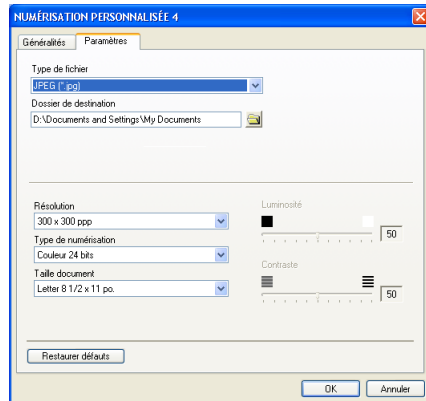 NUMÉRISATION PERSONNALISÉE 4
Généralités Paramètres
Type de fichier
JPEG (*.jpg)
Dossier de destination
D:\Documents and Settings\My Documents
Résolution
300 x 300 ppp
Type de numérisation
Couleur 24 bits
Taille document
Letter 8 1/2 x 11 po.
Luminosité
50
Contraste
50
Restaurer défauts
OK Annuler